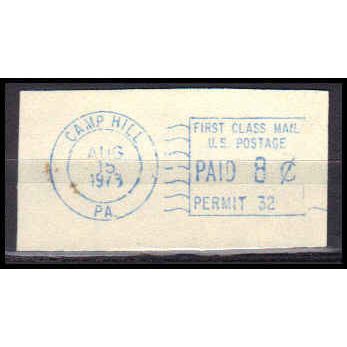 CAMP HILL
AUG
15
1973
PA
FIRST CLASS MAIL
U.S. POSTAGE
PAID 8 ¢
PERMIT 32